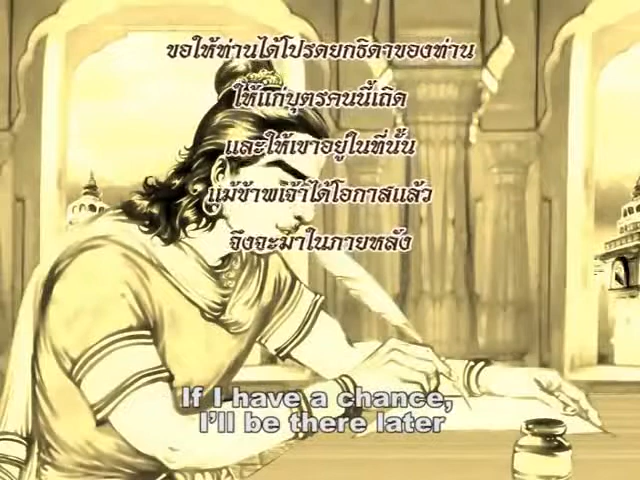 ขอให้ท่านได้โปรดยกธิดาของท่าน
ให้แก่บุตรคนนี้เถิด
และให้เขาอยู่ในที่นั้น
แม้ข้าพเจ้าได้โอกาสแล้ว
จึงจะมาในภายหลัง
If I have a chance,
I'll be there later